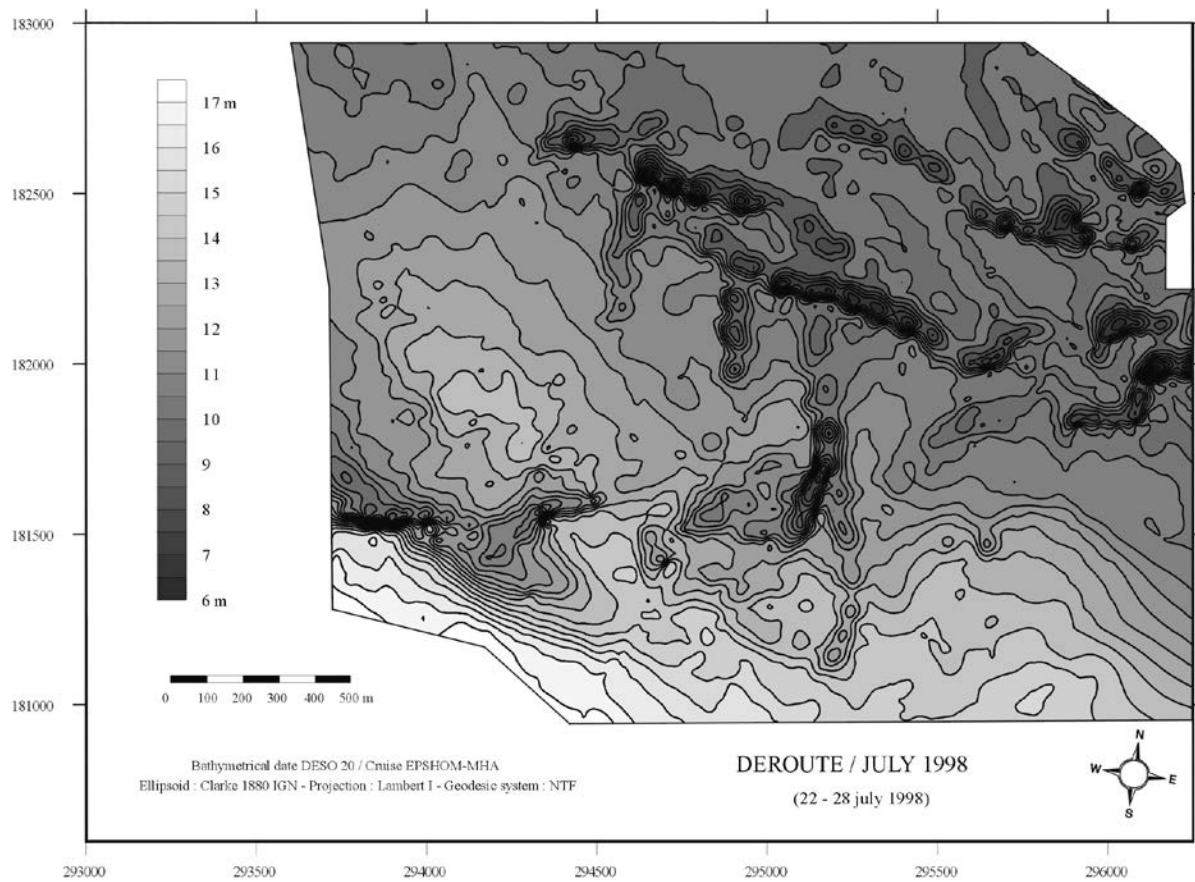 183000
182500
182000
181500
181000
17 m
16
15
14
13
12
11
10
9
8
7
6 m
0 100 200 300 400 500 m
Bathymetrical date DESO 20 / Cruise EPSHOM-MHA
Ellipsoid : Clarke 1880 IGN - Projection : Lambert I - Geodesic system : NTF
DEROUTE / JULY 1998
(22 - 28 july 1998)
N
W
E
S
293000 293500 294000 294500 295000 295500 296000